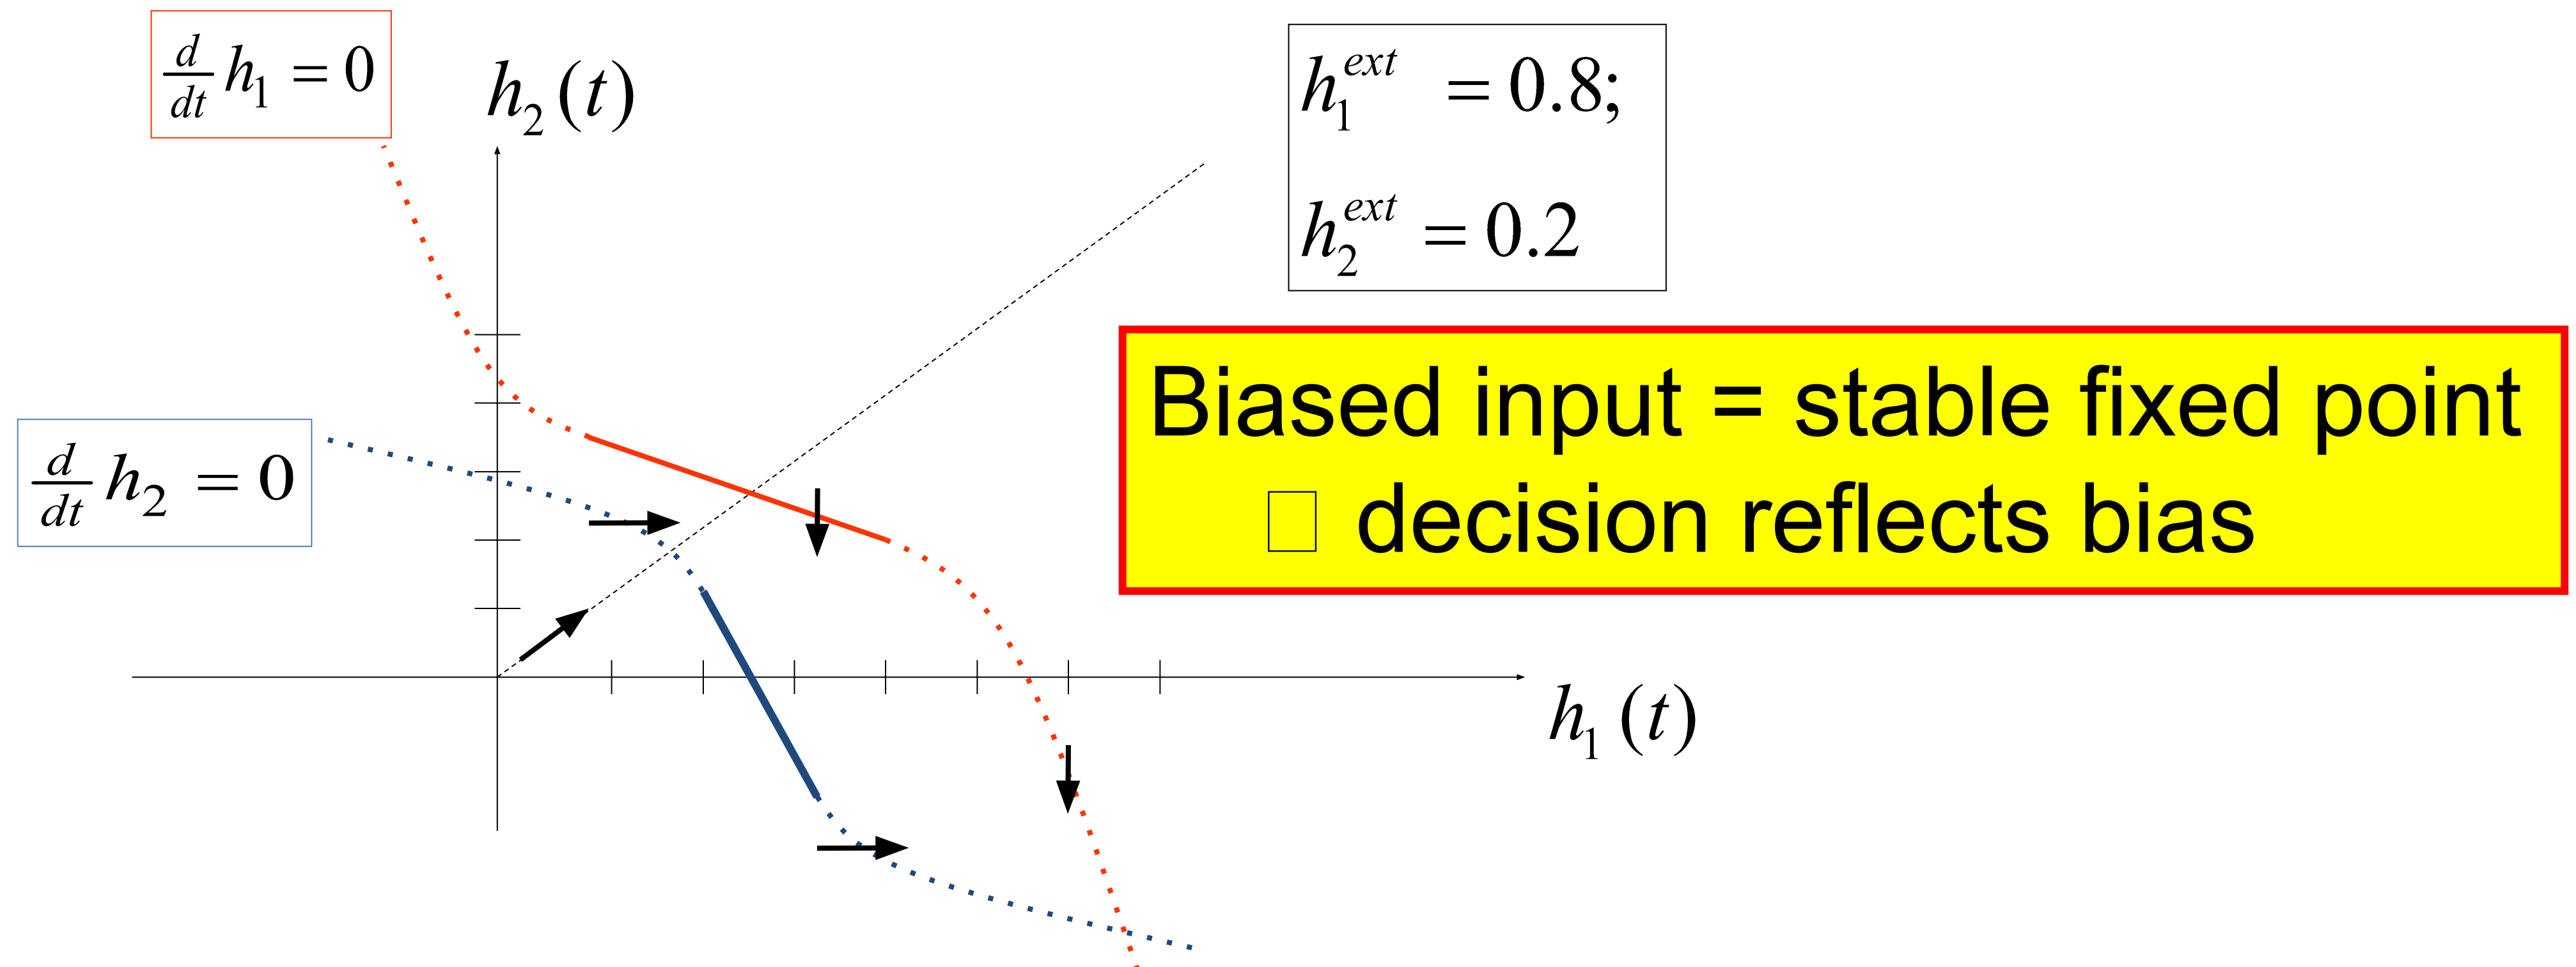 d/dt h₁ = 0
h₂(t)
h₁^ext = 0.8;
h₂^ext = 0.2
d/dt h₂ = 0
Biased input = stable fixed point
□ decision reflects bias
h₁(t)